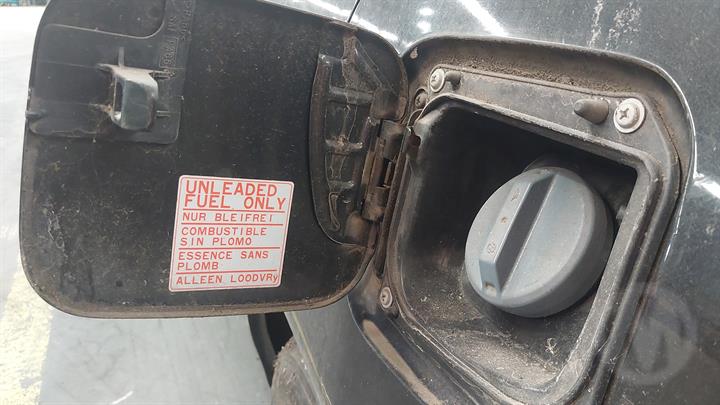 UNLEADED
FUEL ONLY
NUR BLEIFREI
COMBUSTIBLE
SIN PLOMO
ESSENCE SANS
PLOMB
ALLEEN LOODVRy